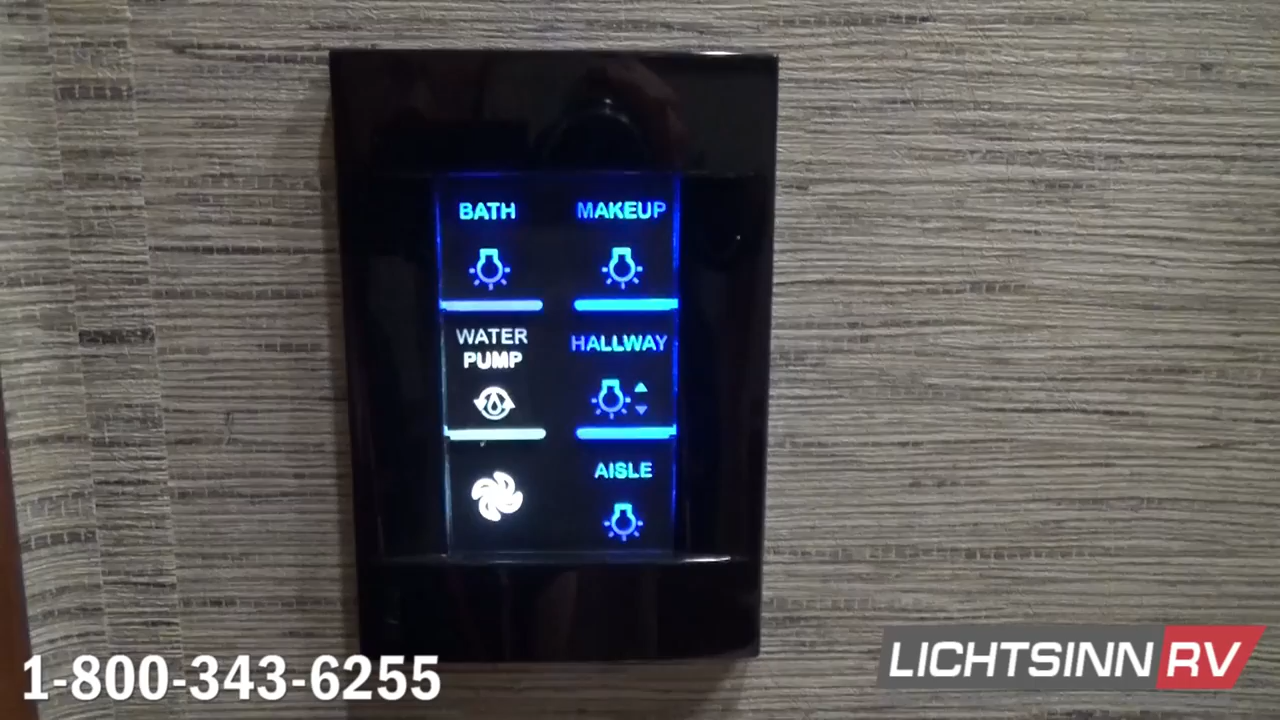 BATH
MAKEUP
WATER
PUMP
HALLWAY
AISLE
1-800-343-6255
LICHTSINN RV